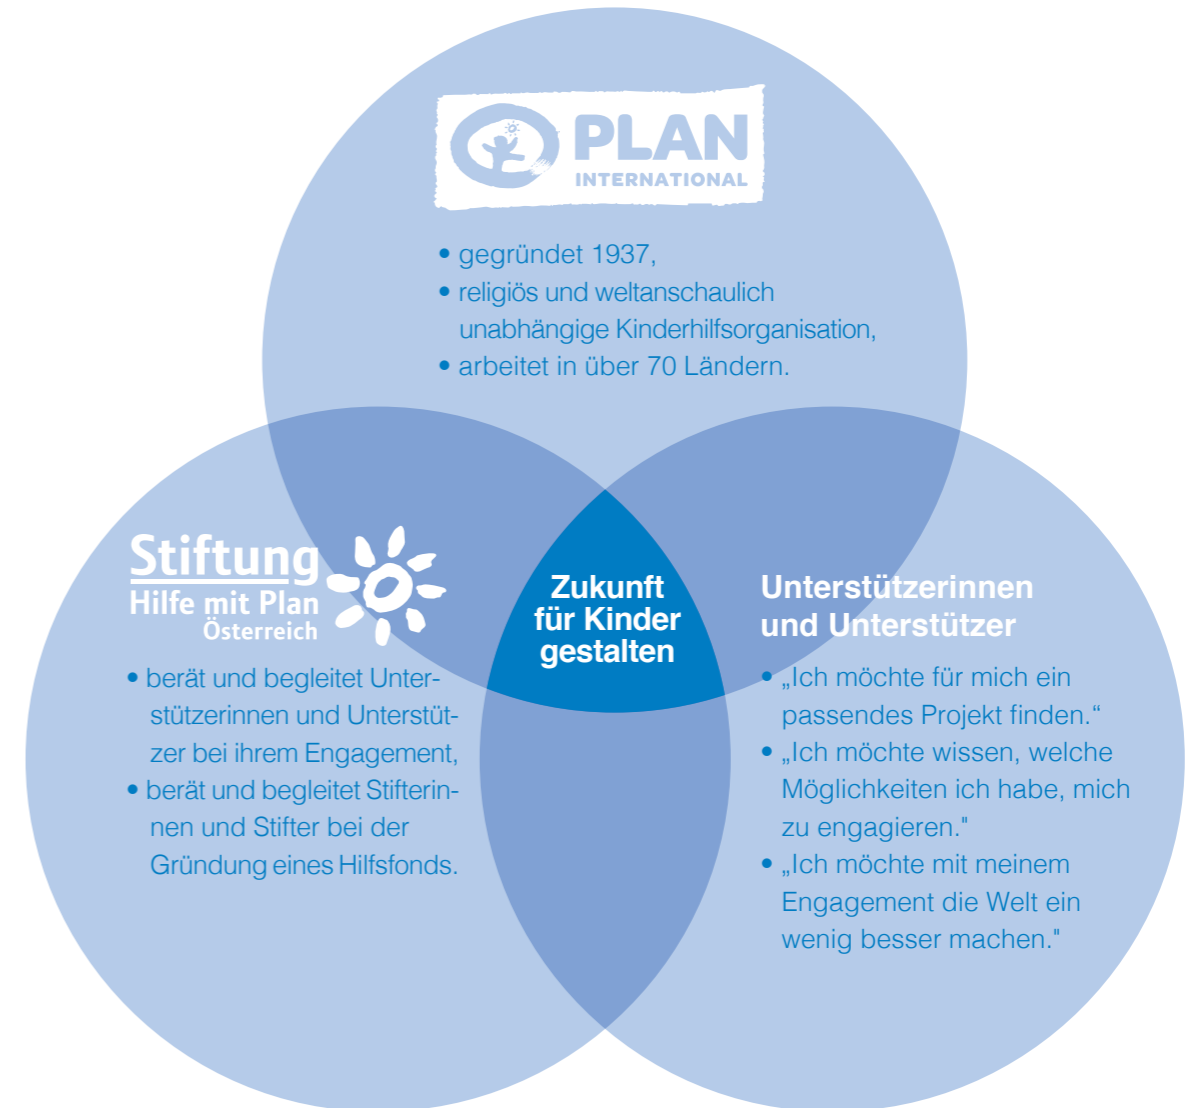 PLAN
INTERNATIONAL
• gegründet 1937,
• religiös und weltanschaulich
unabhängige Kinderhilfsorganisation,
• arbeitet in über 70 Ländern.
Stiftung
Hilfe mit Plan
Österreich
• berät und begleitet Unter-
stützerinnen und Unterstüt-
zer bei ihrem Engagement,
• berät und begleitet Stifterin-
nen und Stifter bei der
Gründung eines Hilfsfonds.
Zukunft
für Kinder
gestalten
Unterstützerinnen
und Unterstützer
• „Ich möchte für mich ein
passendes Projekt finden.“
• „Ich möchte wissen, welche
Möglichkeiten ich habe, mich
zu engagieren."
• „Ich möchte mit meinem
Engagement die Welt ein
wenig besser machen."